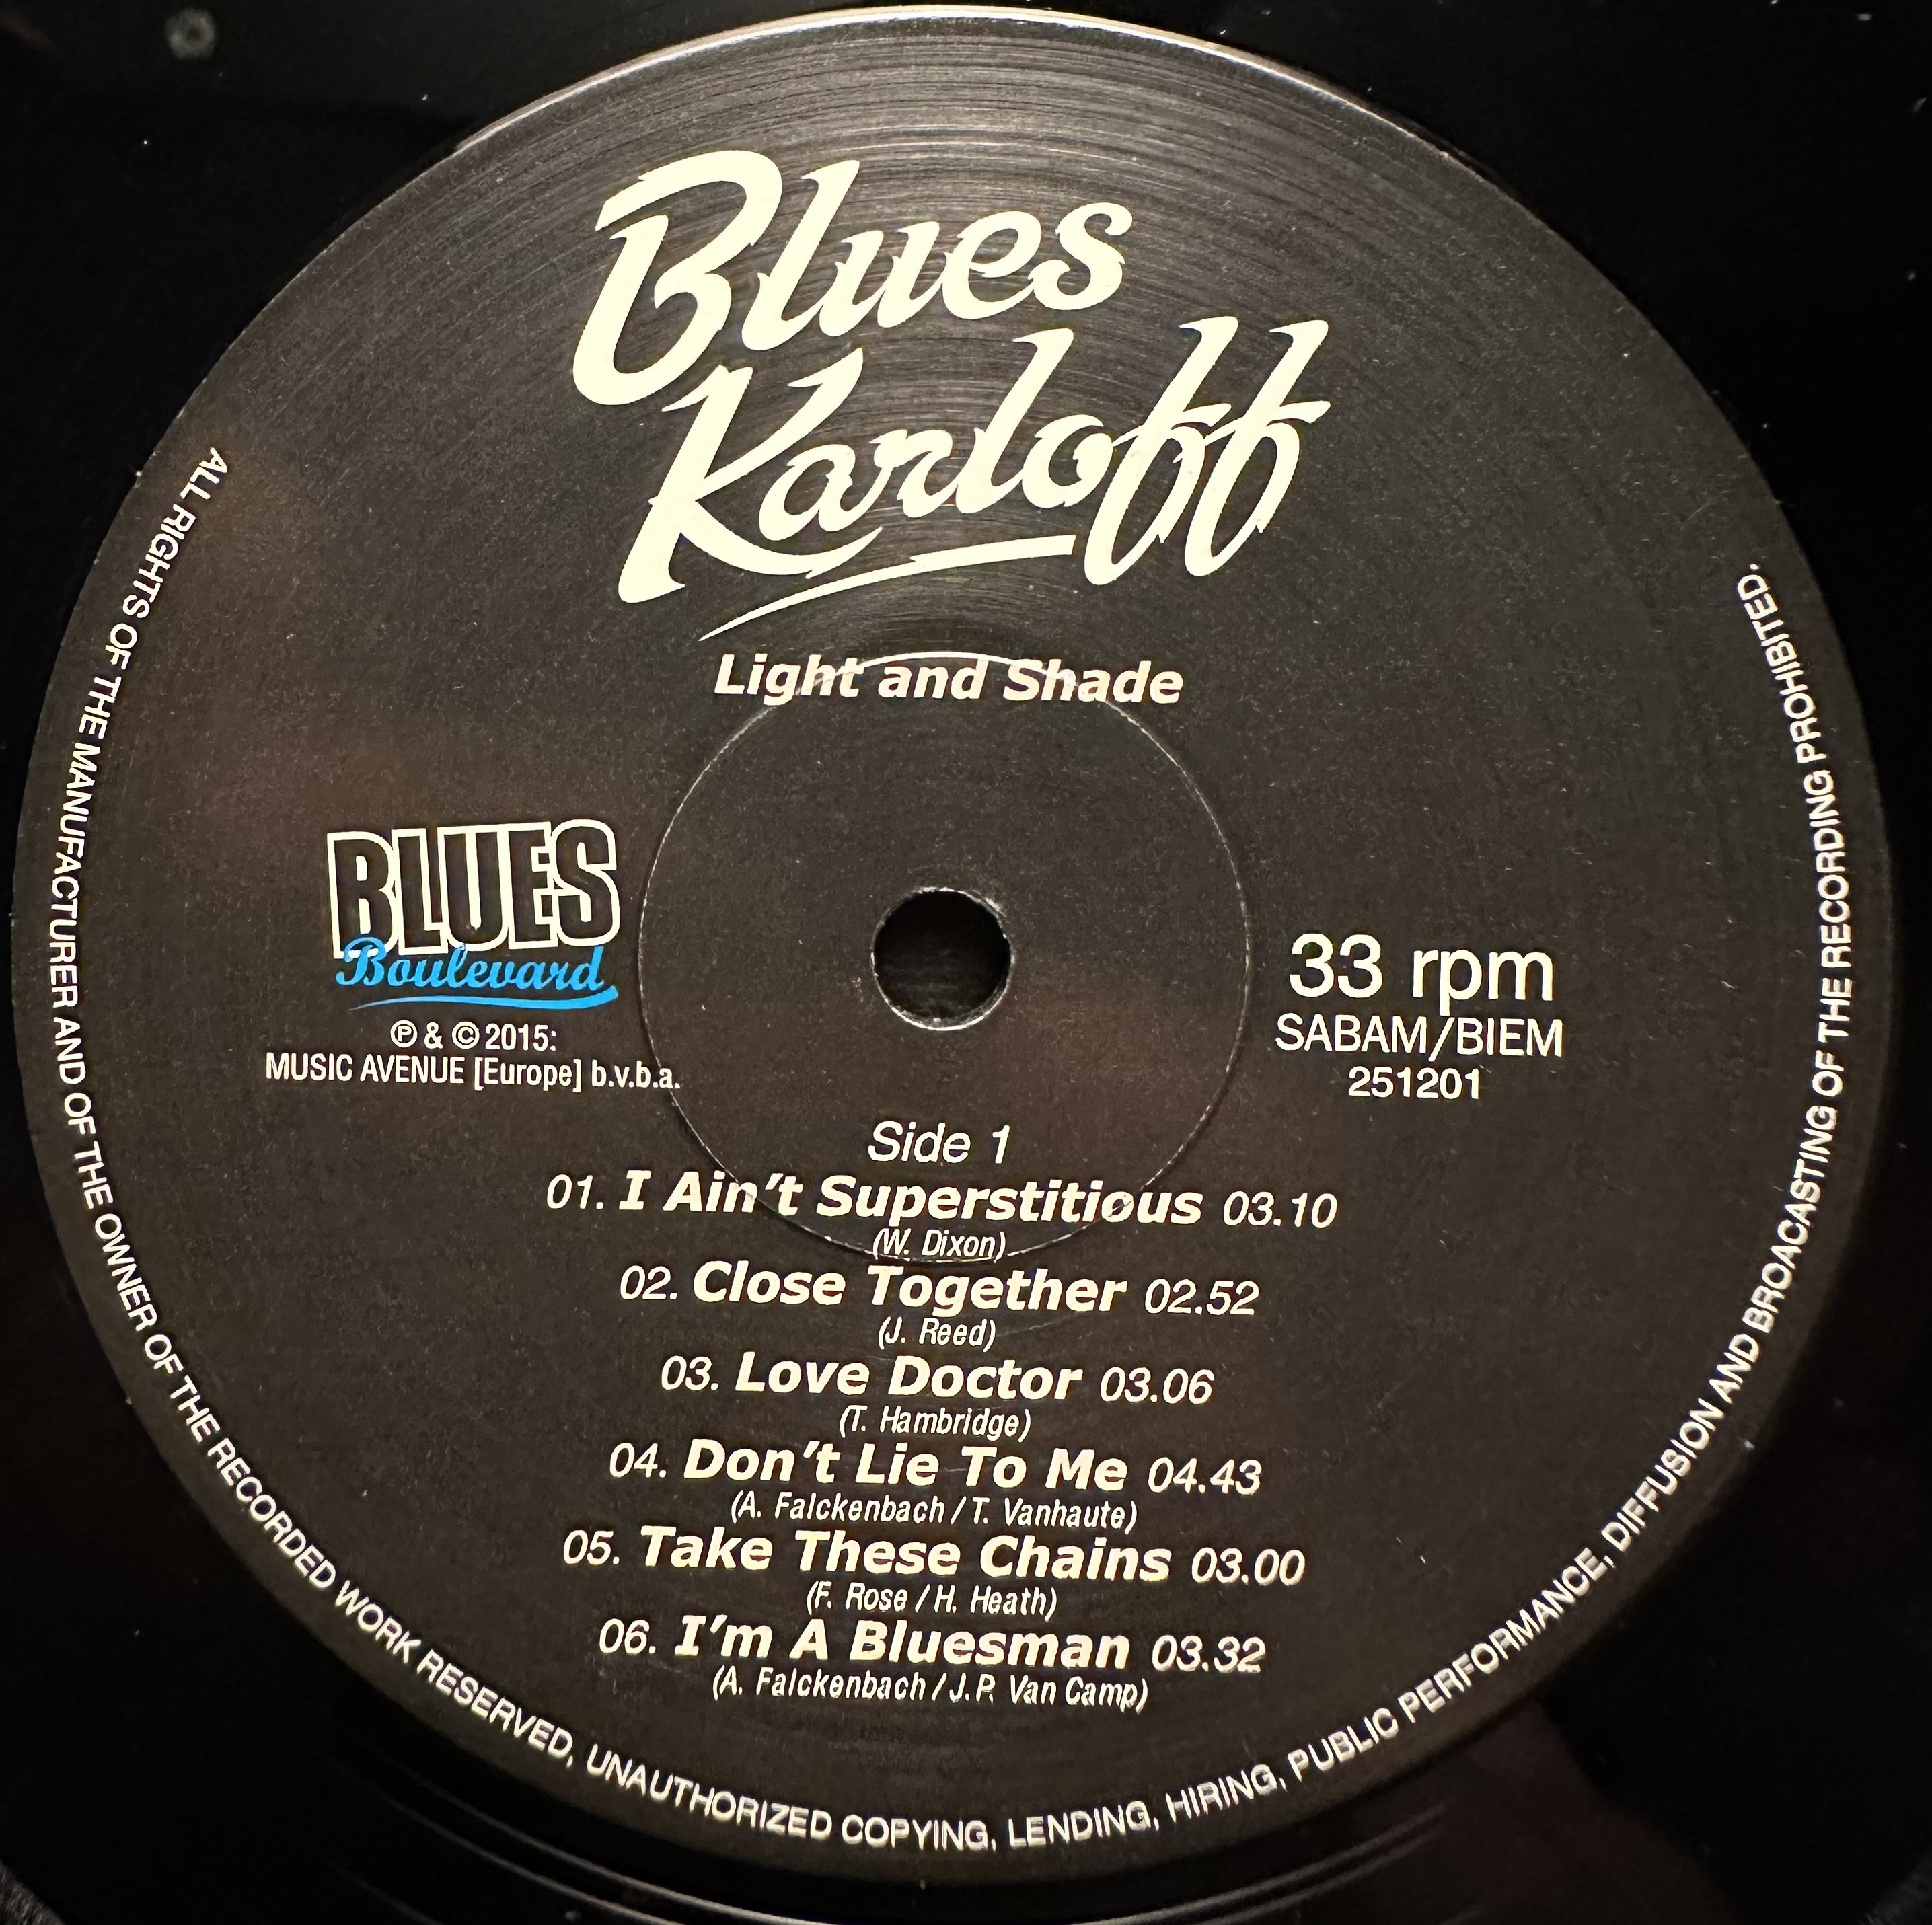 Blues
Karloff
Light and Shade
BLUES
Boulevard
℗ & © 2015:
MUSIC AVENUE [Europe] b.v.b.a.
33 rpm
SABAM/BIEM
251201
Side 1
01. I Ain't Superstitious 03.10
(W. Dixon)
02. Close Together 02.52
(J. Reed)
03. Love Doctor 03.06
(T. Hambridge)
04. Don't Lie To Me 04.43
(A. Falckenbach / T. Vanhaute)
05. Take These Chains 03.00
(F. Rose / H. Heath)
06. I'm A Bluesman 03.32
(A. Falckenbach / J.P. Van Camp)
ALL RIGHTS OF THE MANUFACTURER AND OF THE OWNER OF THE RECORDED WORK RESERVED, UNAUTHORIZED COPYING, LENDING, HIRING, PUBLIC PERFORMANCE, DIFFUSION AND BROACASTING OF THE RECORDING PROHIBITED.